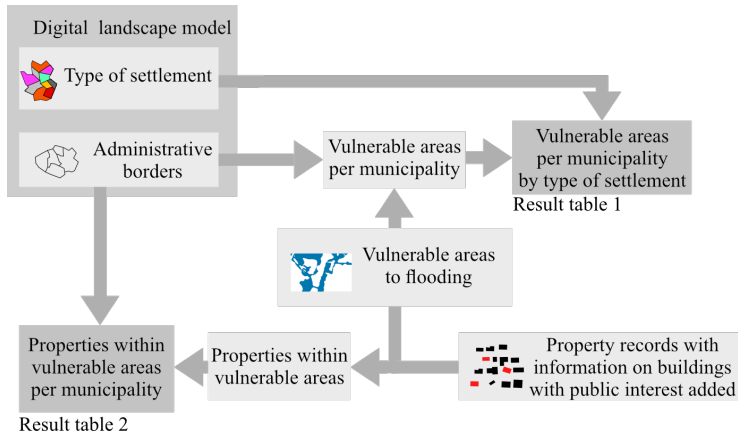 Digital landscape model
Type of settlement
Administrative
borders
Vulnerable areas
per municipality
Vulnerable areas
per municipality
by type of settlement
Result table 1
Vulnerable areas
to flooding
Properties within
vulnerable areas
per municipality
Result table 2
Properties within
vulnerable areas
Property records with
information on buildings
with public interest added